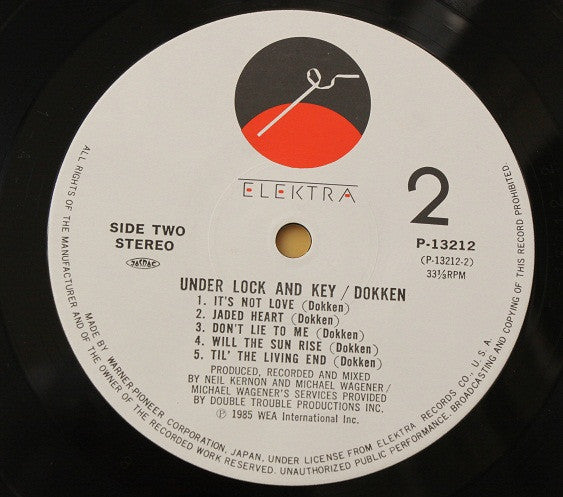 ELEKTRA
2
SIDE TWO
STEREO
P-13212
(P-13212-2)
33⅓RPM
JASRAC
UNDER LOCK AND KEY / DOKKEN
1. IT'S NOT LOVE (Dokken)
2. JADED HEART (Dokken)
3. DON'T LIE TO ME (Dokken)
4. WILL THE SUN RISE (Dokken)
5. TIL' THE LIVING END (Dokken)
PRODUCED, RECORDED AND MIXED
BY NEIL KERNON AND MICHAEL WAGENER/
MICHAEL WAGENER'S SERVICES PROVIDED
BY DOUBLE TROUBLE PRODUCTIONS INC.
Ⓟ 1985 WEA International Inc.
MADE BY WARNER-PIONEER CORPORATION, JAPAN, UNDER LICENSE FROM ELEKTRA RECORDS CO., U.S.A.
ALL RIGHTS OF THE MANUFACTURER AND OF THE OWNER OF THE RECORDED WORK RESERVED. UNAUTHORIZED PUBLIC PERFORMANCE, BROADCASTING AND COPYING OF THIS RECORD PROHIBITED.